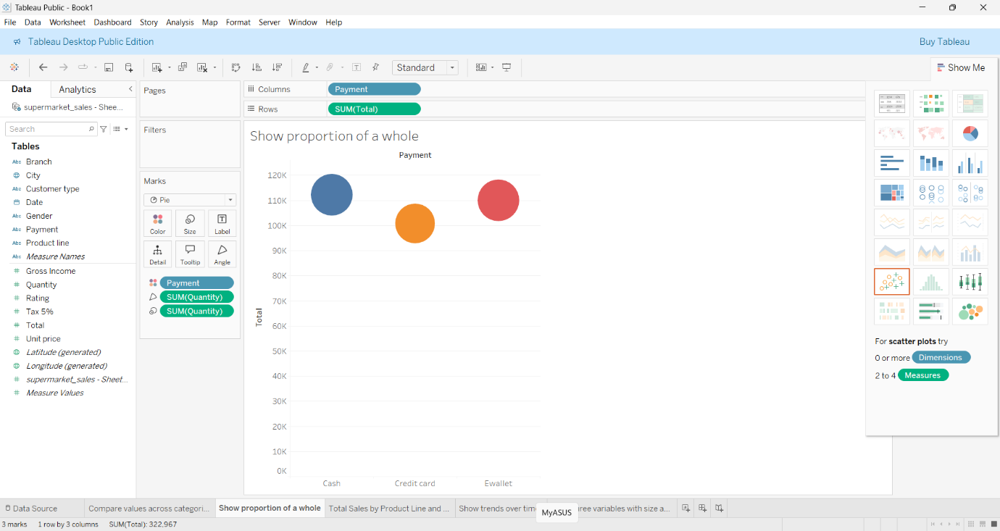 Tableau Public - Book1
File Data Worksheet Dashboard Story Analysis Map Format Server Window Help
Tableau Desktop Public Edition
Buy Tableau
Standard
Show Me
Data
Analytics
supermarket_sales - Shee...
Search
Tables
Abc Branch
City
Abc Customer type
Date
Abc Gender
Abc Payment
Abc Product line
Abc Measure Names
Gross Income
Quantity
Rating
Tax 5%
Total
Unit price
Latitude (generated)
Longitude (generated)
supermarket_sales - Sheet...
Measure Values
Pages
Filters
Marks
Pie
Color Size Label
Detail Tooltip Angle
Payment
SUM(Quantity)
SUM(Quantity)
Columns Payment
Rows SUM(Total)
Show proportion of a whole
Payment
120K
110K
100K
90K
80K
70K
60K
50K
40K
30K
20K
10K
0K
Total
Cash Credit card Ewallet
For scatter plots try
0 or more Dimensions
2 to 4 Measures
Data Source
Compare values across categori...
Show proportion of a whole
Total Sales by Product Line and ...
Show trends over tim
MyASUS
variables with size a...
3 marks 1 row by 3 columns SUM(Total): 322,967